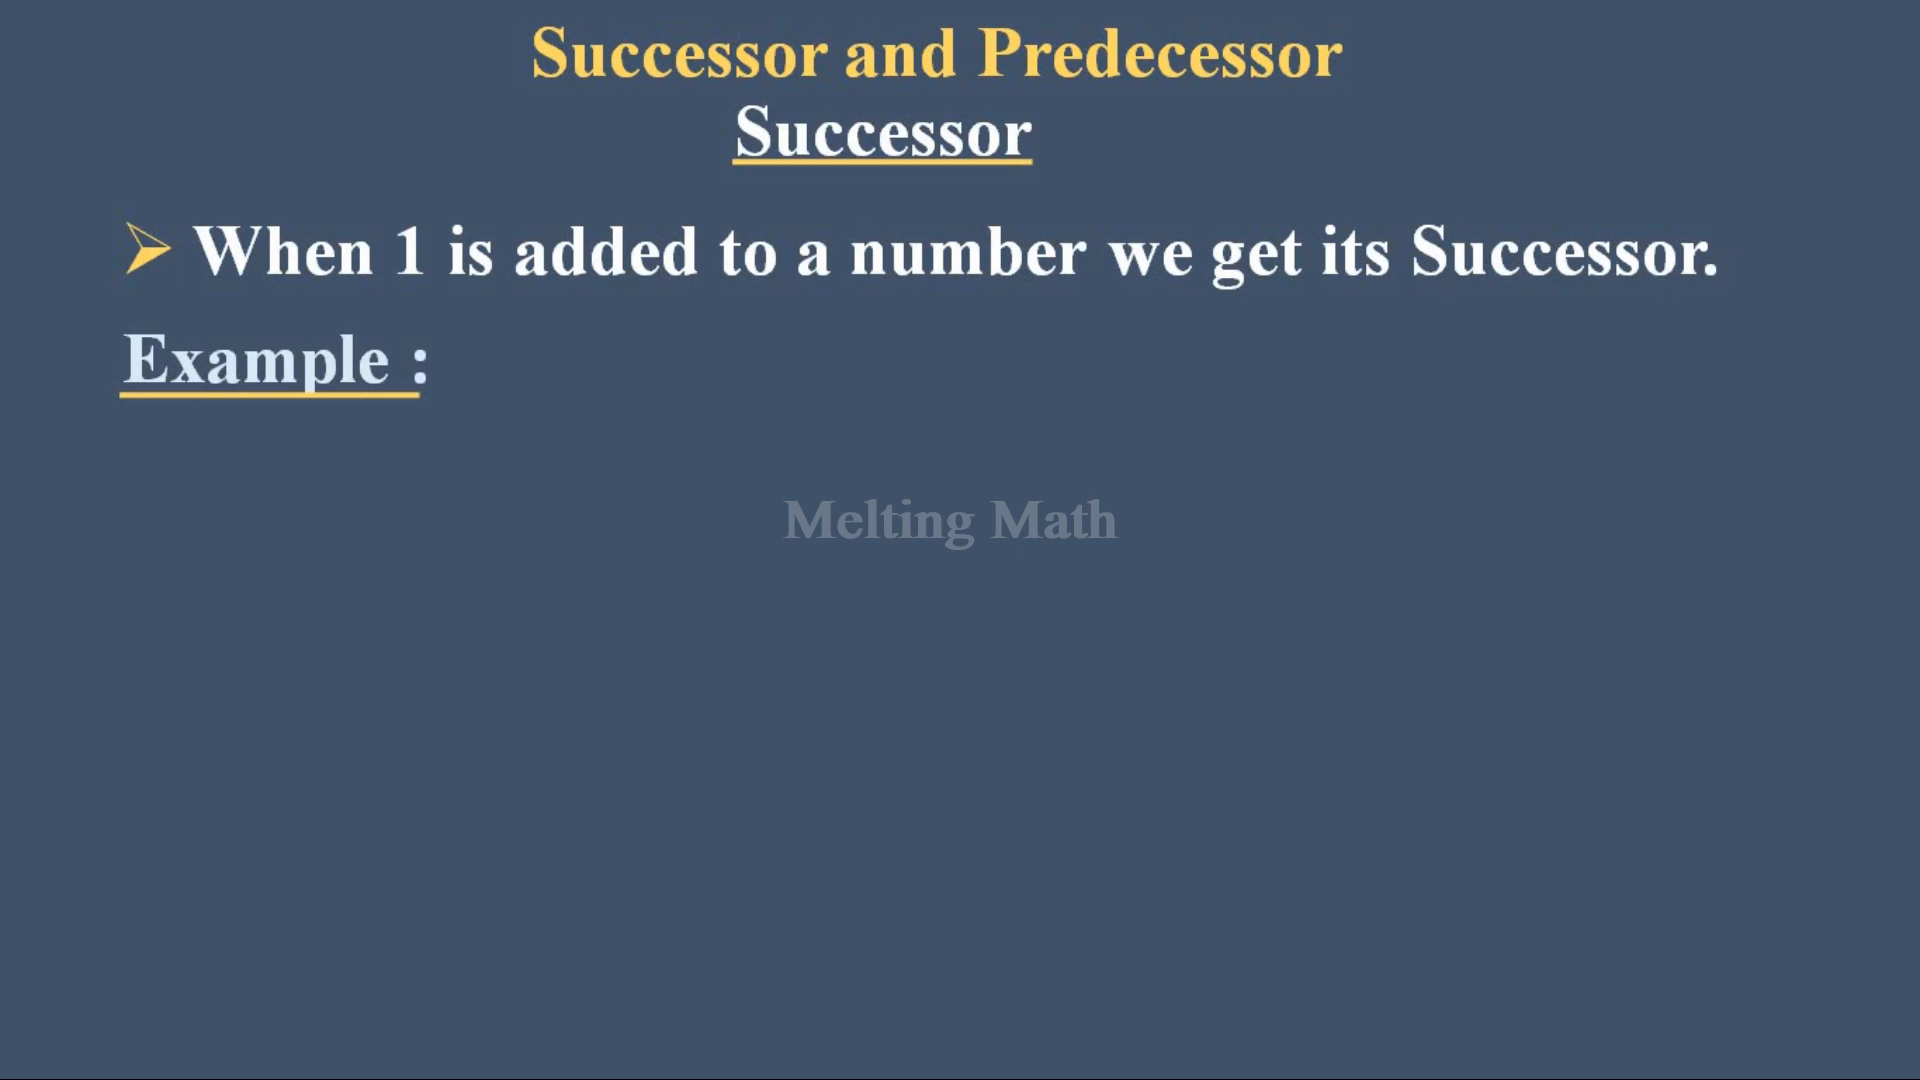 Successor and Predecessor
Successor
When 1 is added to a number we get its Successor.
Example :
Melting Math